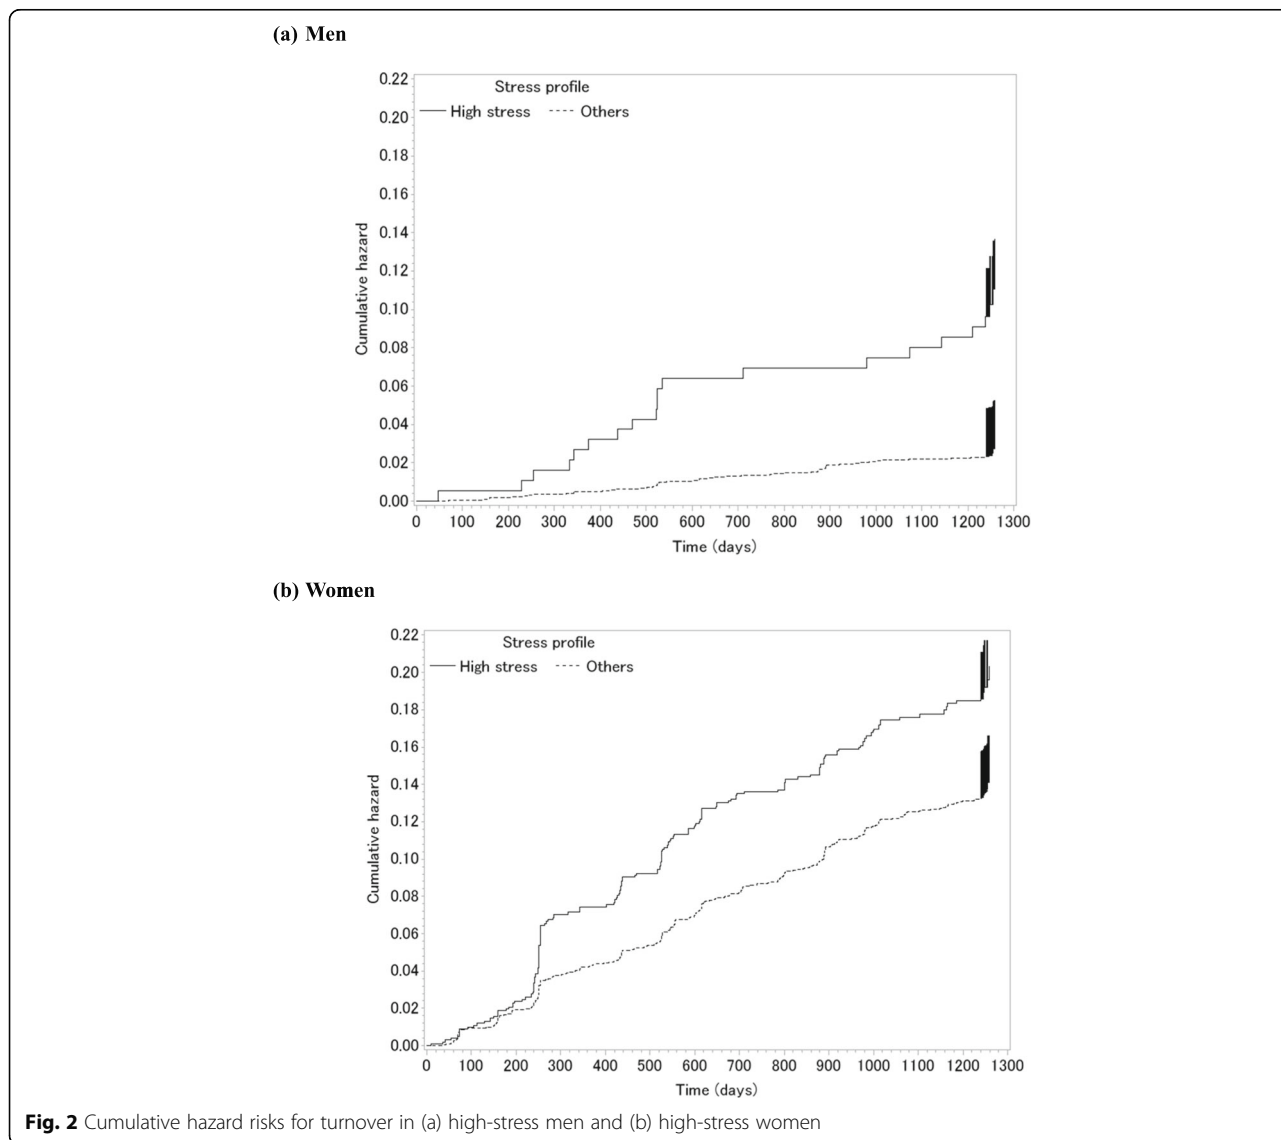 (a) Men
0.22
Stress profile
High stress Others
0.20
0.18
0.16
0.14
0.12
0.10
0.08
0.06
0.04
0.02
0.00
Cumulative hazard
0 100 200 300 400 500 600 700 800 900 1000 1100 1200 1300
Time (days)
(b) Women
0.22
Stress profile
High stress Others
0.20
0.18
0.16
0.14
0.12
0.10
0.08
0.06
0.04
0.02
0.00
Cumulative hazard
0 100 200 300 400 500 600 700 800 900 1000 1100 1200 1300
Time (days)
Fig. 2 Cumulative hazard risks for turnover in (a) high-stress men and (b) high-stress women